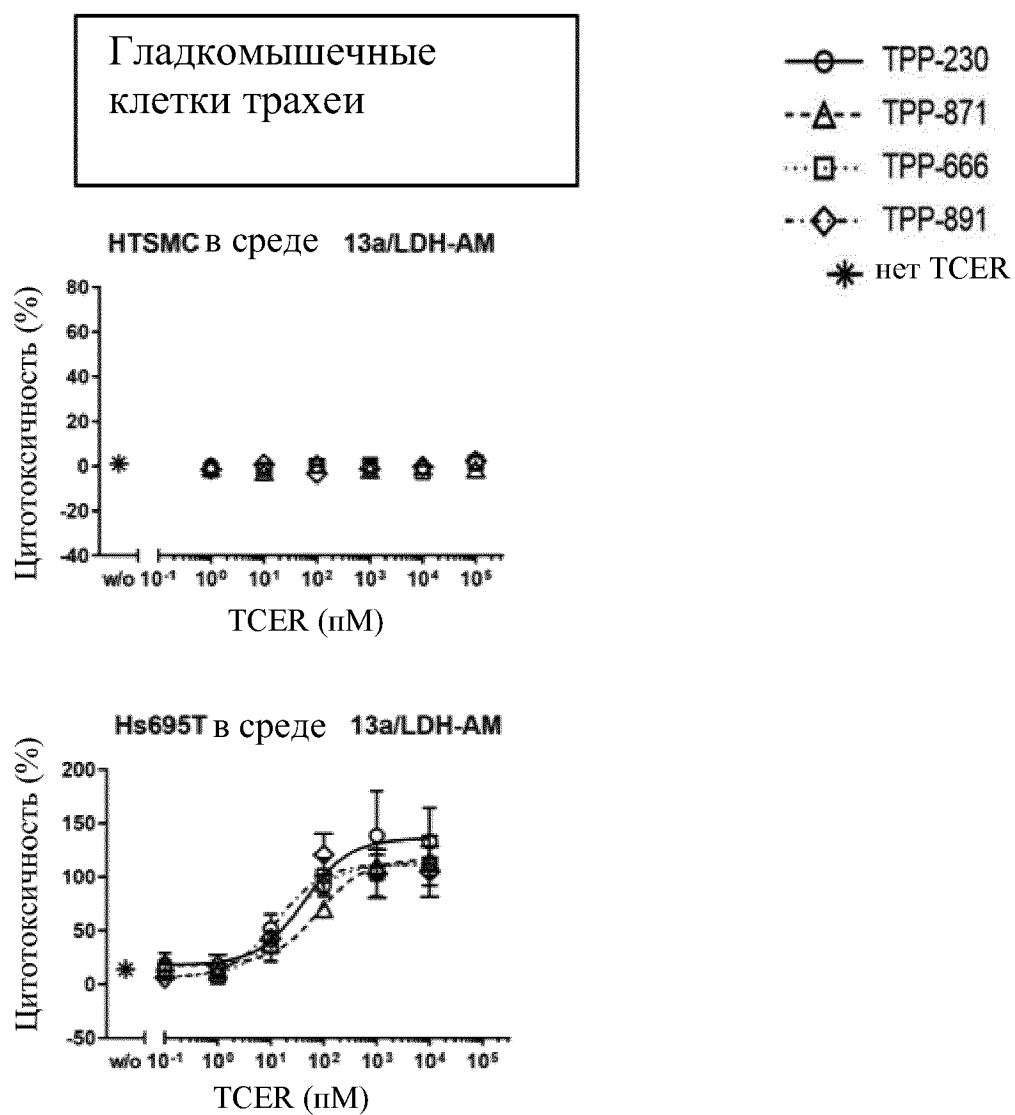 Гладкомышечные
клетки трахеи
TPP-230
TPP-871
TPP-666
TPP-891
нет TCER
HTSMC в среде 13a/LDH-AM
Цитотоксичность (%)
80
60
40
20
0
-20
-40
w/o 10⁻¹ 10⁰ 10¹ 10² 10³ 10⁴ 10⁵
TCER (пМ)
Hs695T в среде 13a/LDH-AM
Цитотоксичность (%)
200
150
100
50
0
-50
w/o 10⁻¹ 10⁰ 10¹ 10² 10³ 10⁴ 10⁵
TCER (пМ)